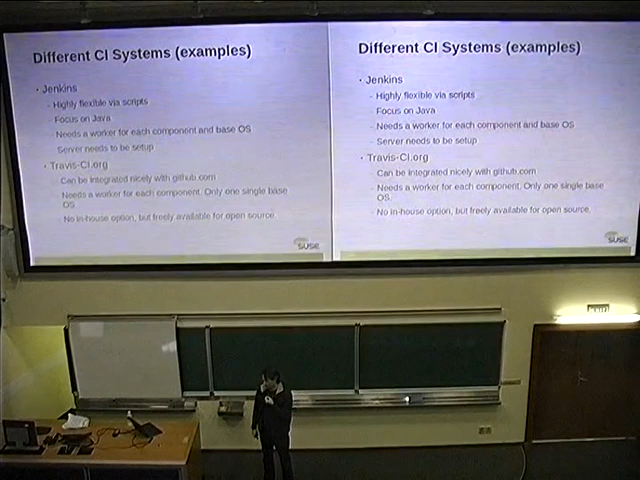 Different CI Systems (examples)
· Jenkins
- Highly flexible via scripts
- Focus on Java
- Needs a worker for each component and base OS
- Server needs to be setup
· Travis-CI.org
- Can be integrated nicely with github.com
- Needs a worker for each component. Only one single base
OS.
- No in-house option, but freely available for open source.
SUSE
Different CI Systems (examples)
· Jenkins
- Highly flexible via scripts
- Focus on Java
- Needs a worker for each component and base OS
- Server needs to be setup
· Travis-CI.org
- Can be integrated nicely with github.com
- Needs a worker for each component. Only one single base
OS.
- No in-house option, but freely available for open source.
SUSE